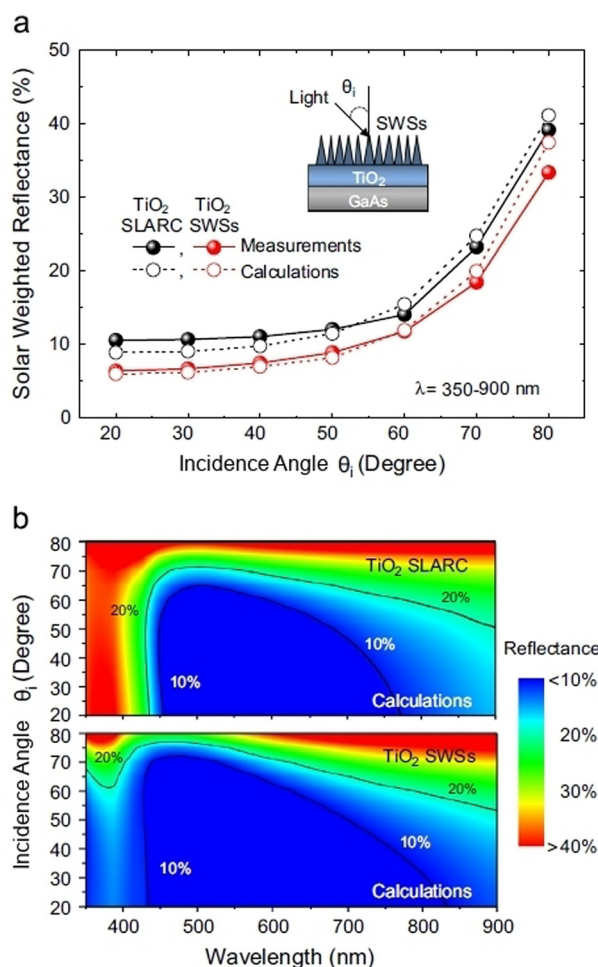 a
50
40
30
20
10
0
Solar Weighted Reflectance (%)
Light
θi
SWSs
TiO2
GaAs
TiO2 TiO2
SLARC SWSs
, Measurements
, Calculations
λ= 350-900 nm
20 30 40 50 60 70 80
Incidence Angle θi (Degree)
b
80
70
60
50
40
30
20
TiO2 SLARC
20%
20%
10%
10%
Calculations
80
70
60
50
40
30
20
TiO2 SWSs
20%
20%
10%
10%
Calculations
Incidence Angle θi (Degree)
400 500 600 700 800 900
Wavelength (nm)
Reflectance
<10%
20%
30%
>40%